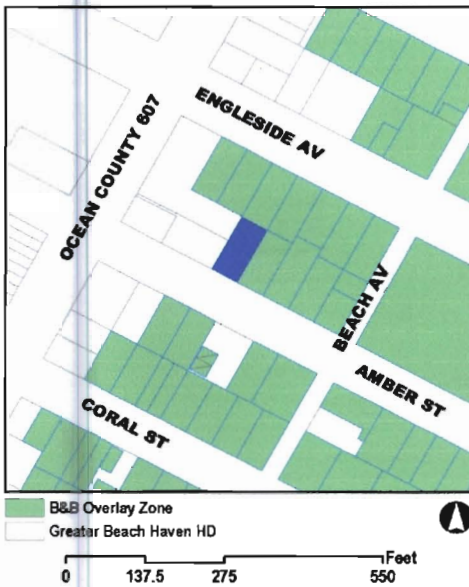 ENGLESIDE AV
OCEAN COUNTY 607
BEACH AV
AMBER ST
CORAL ST
B&B Overlay Zone
Greater Beach Haven HD
Feet
0 137.5 275 550